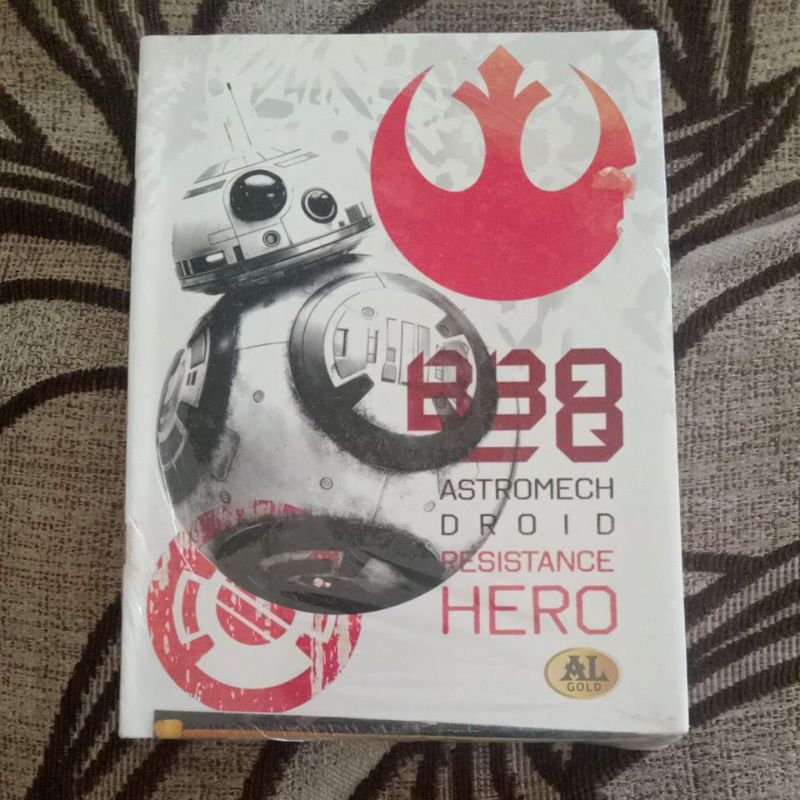 BB8
ASTROMECH
DROID
RESISTANCE
HERO
AL
GOLD